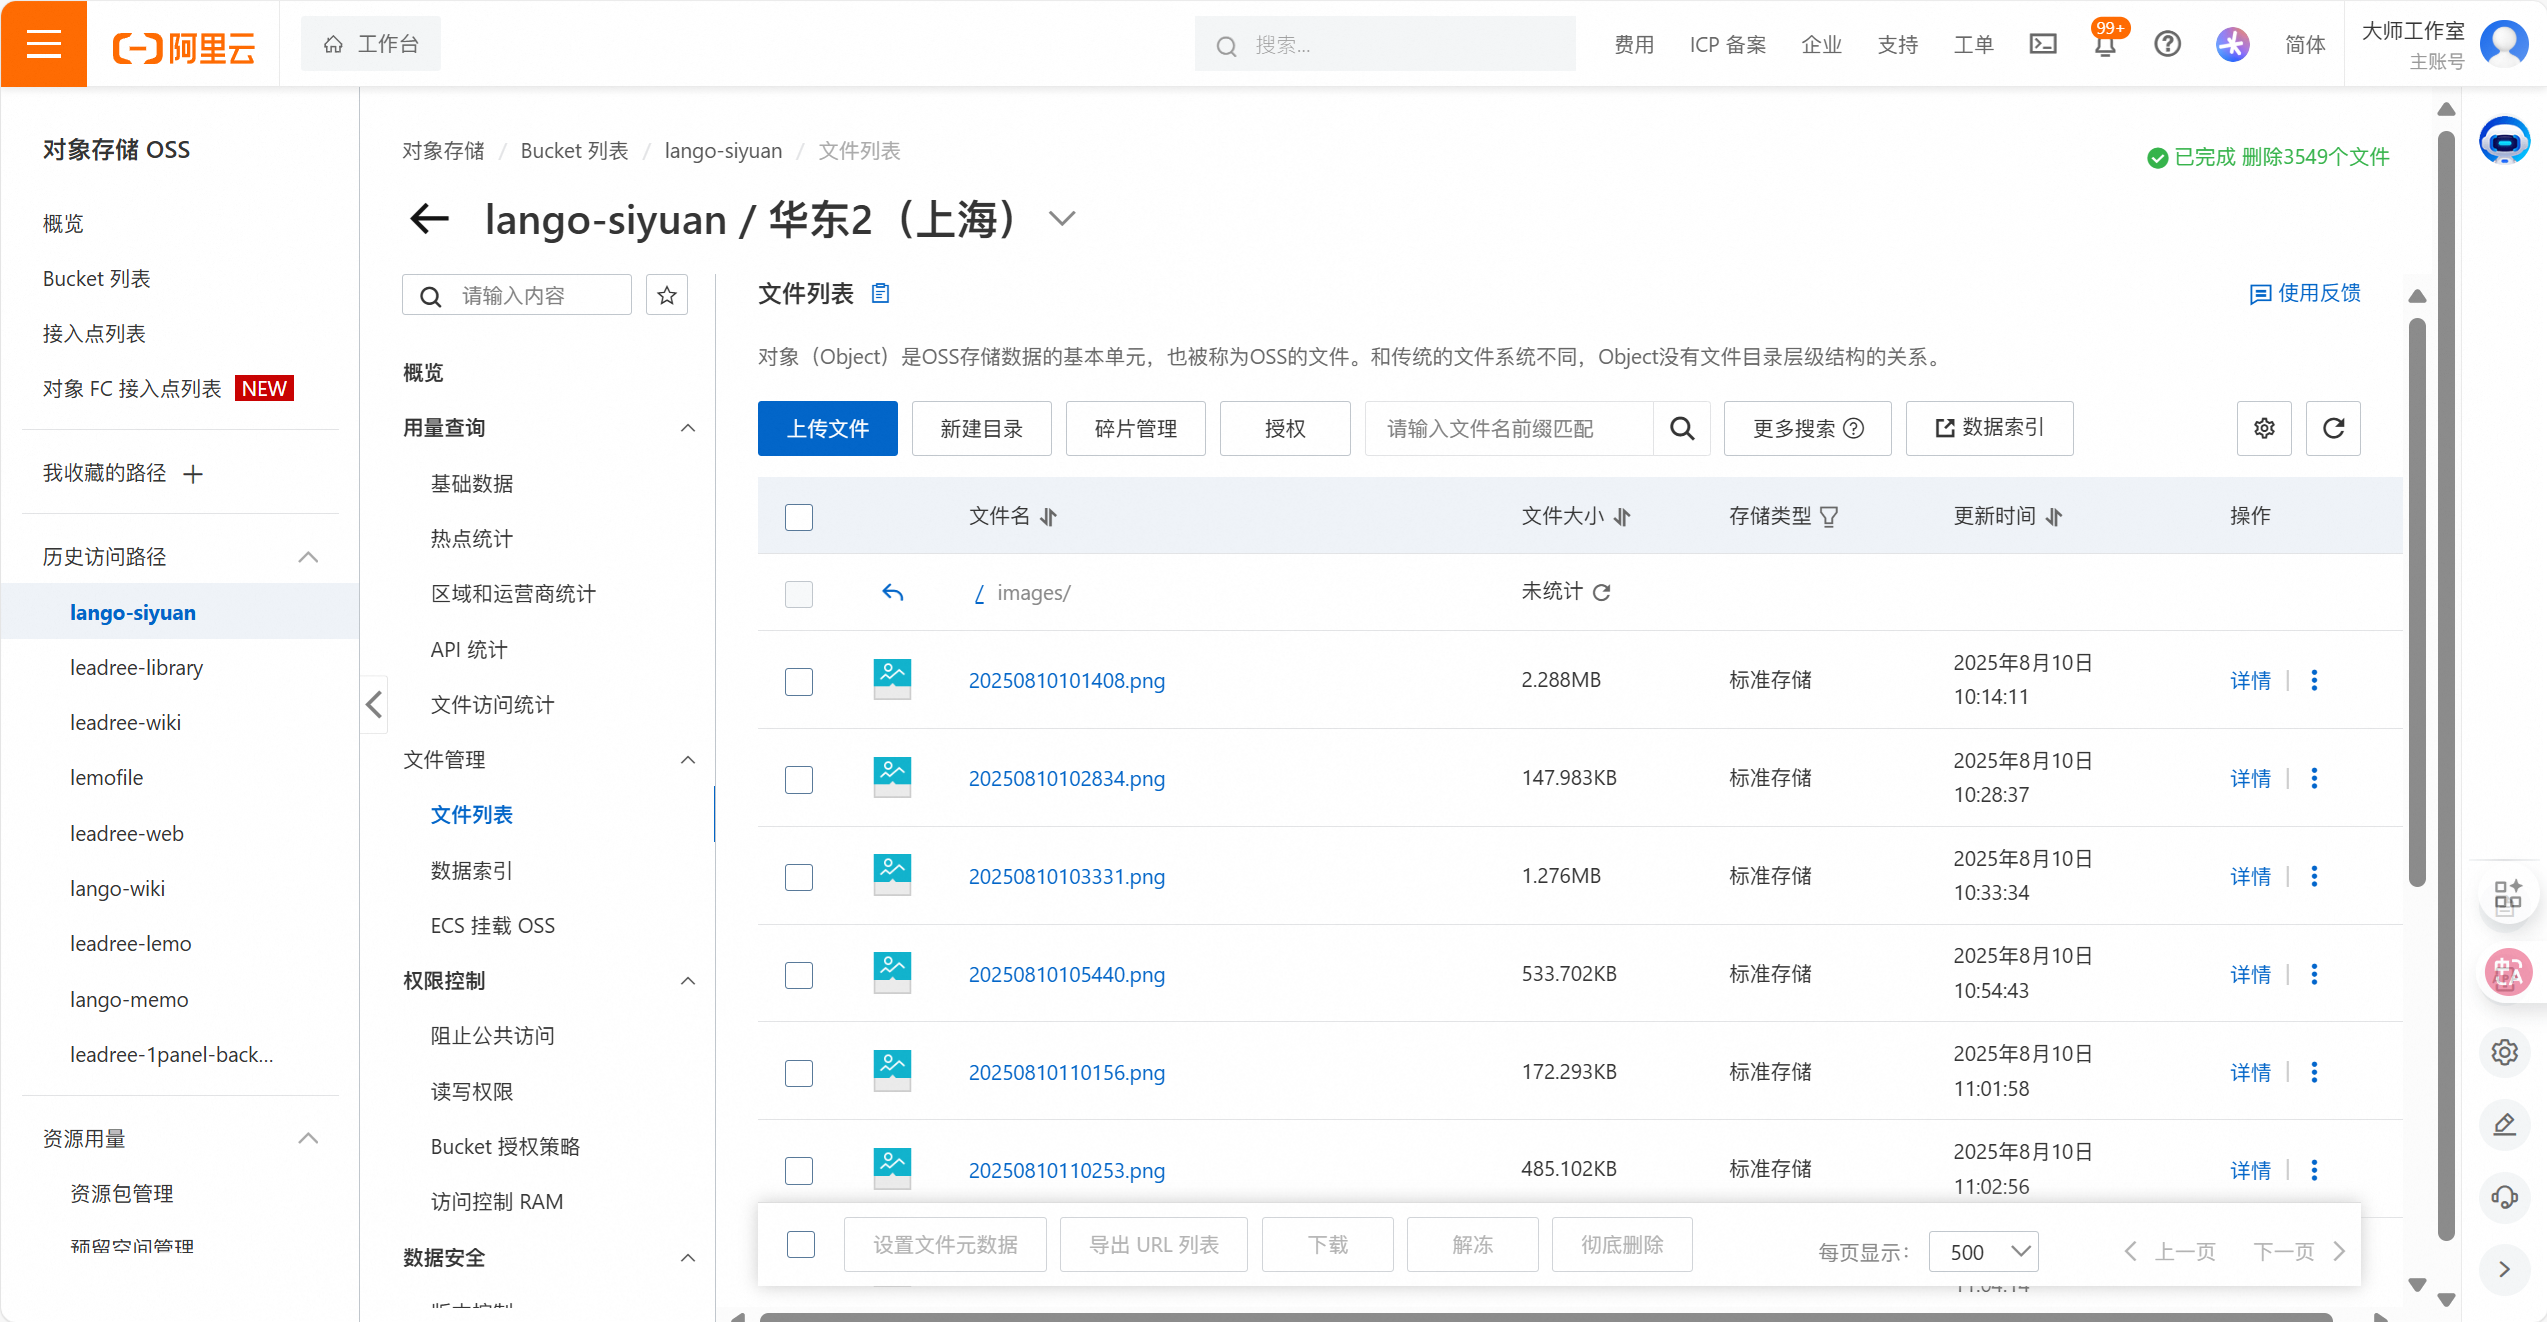 阿里云
工作台
搜索...
费用
ICP 备案
企业
支持
工单
99+
简体
大师工作室
主账号
对象存储 OSS
概览
Bucket 列表
接入点列表
对象 FC 接入点列表 NEW
我收藏的路径
历史访问路径
lango-siyuan
leadree-library
leadree-wiki
lemofile
leadree-web
lango-wiki
leadree-lemo
lango-memo
leadree-1panel-back...
资源用量
资源包管理
预留空间管理
对象存储 / Bucket 列表 / lango-siyuan / 文件列表
已完成 删除3549个文件
lango-siyuan / 华东2（上海）
请输入内容
概览
用量查询
基础数据
热点统计
区域和运营商统计
API 统计
文件访问统计
文件管理
文件列表
数据索引
ECS 挂载 OSS
权限控制
阻止公共访问
读写权限
Bucket 授权策略
访问控制 RAM
数据安全
版本控制
文件列表
使用反馈
对象（Object）是OSS存储数据的基本单元，也被称为OSS的文件。和传统的文件系统不同，Object没有文件目录层级结构的关系。
上传文件
新建目录
碎片管理
授权
请输入文件名前缀匹配
更多搜索
数据索引
文件名 文件大小 存储类型 更新时间 操作
/ images/ 未统计
20250810101408.png 2.288MB 标准存储 2025年8月10日 详情
10:14:11
20250810102834.png 147.983KB 标准存储 2025年8月10日 详情
10:28:37
20250810103331.png 1.276MB 标准存储 2025年8月10日 详情
10:33:34
20250810105440.png 533.702KB 标准存储 2025年8月10日 详情
10:54:43
20250810110156.png 172.293KB 标准存储 2025年8月10日 详情
11:01:58
20250810110253.png 485.102KB 标准存储 2025年8月10日 详情
11:02:56
设置文件元数据
导出 URL 列表
下载
解冻
彻底删除
每页显示：
500
上一页
下一页
11:04:14